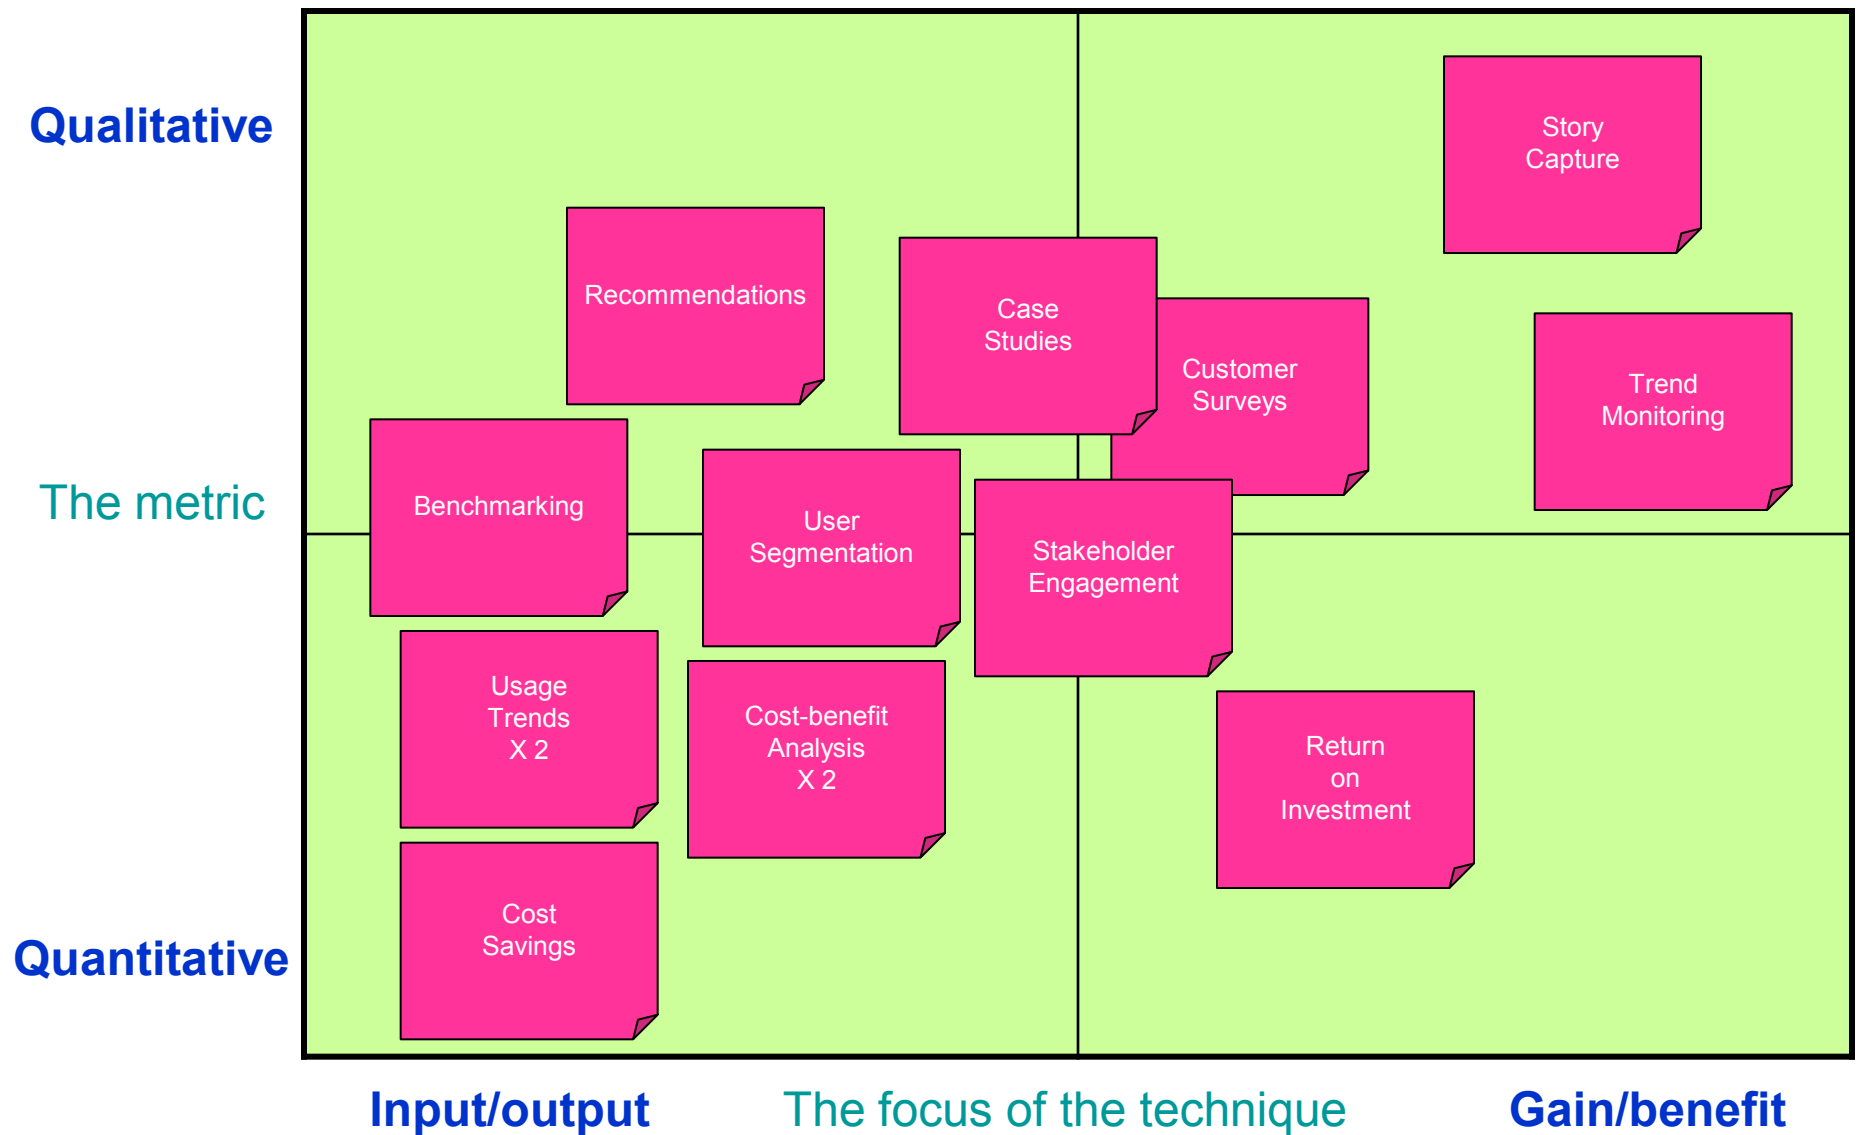 Qualitative
Story
Capture
Recommendations
Case
Studies
Customer
Surveys
Trend
Monitoring
The metric
Benchmarking
User
Segmentation
Stakeholder
Engagement
Usage
Trends
X 2
Cost-benefit
Analysis
X 2
Return
on
Investment
Cost
Savings
Quantitative
Input/output
The focus of the technique
Gain/benefit